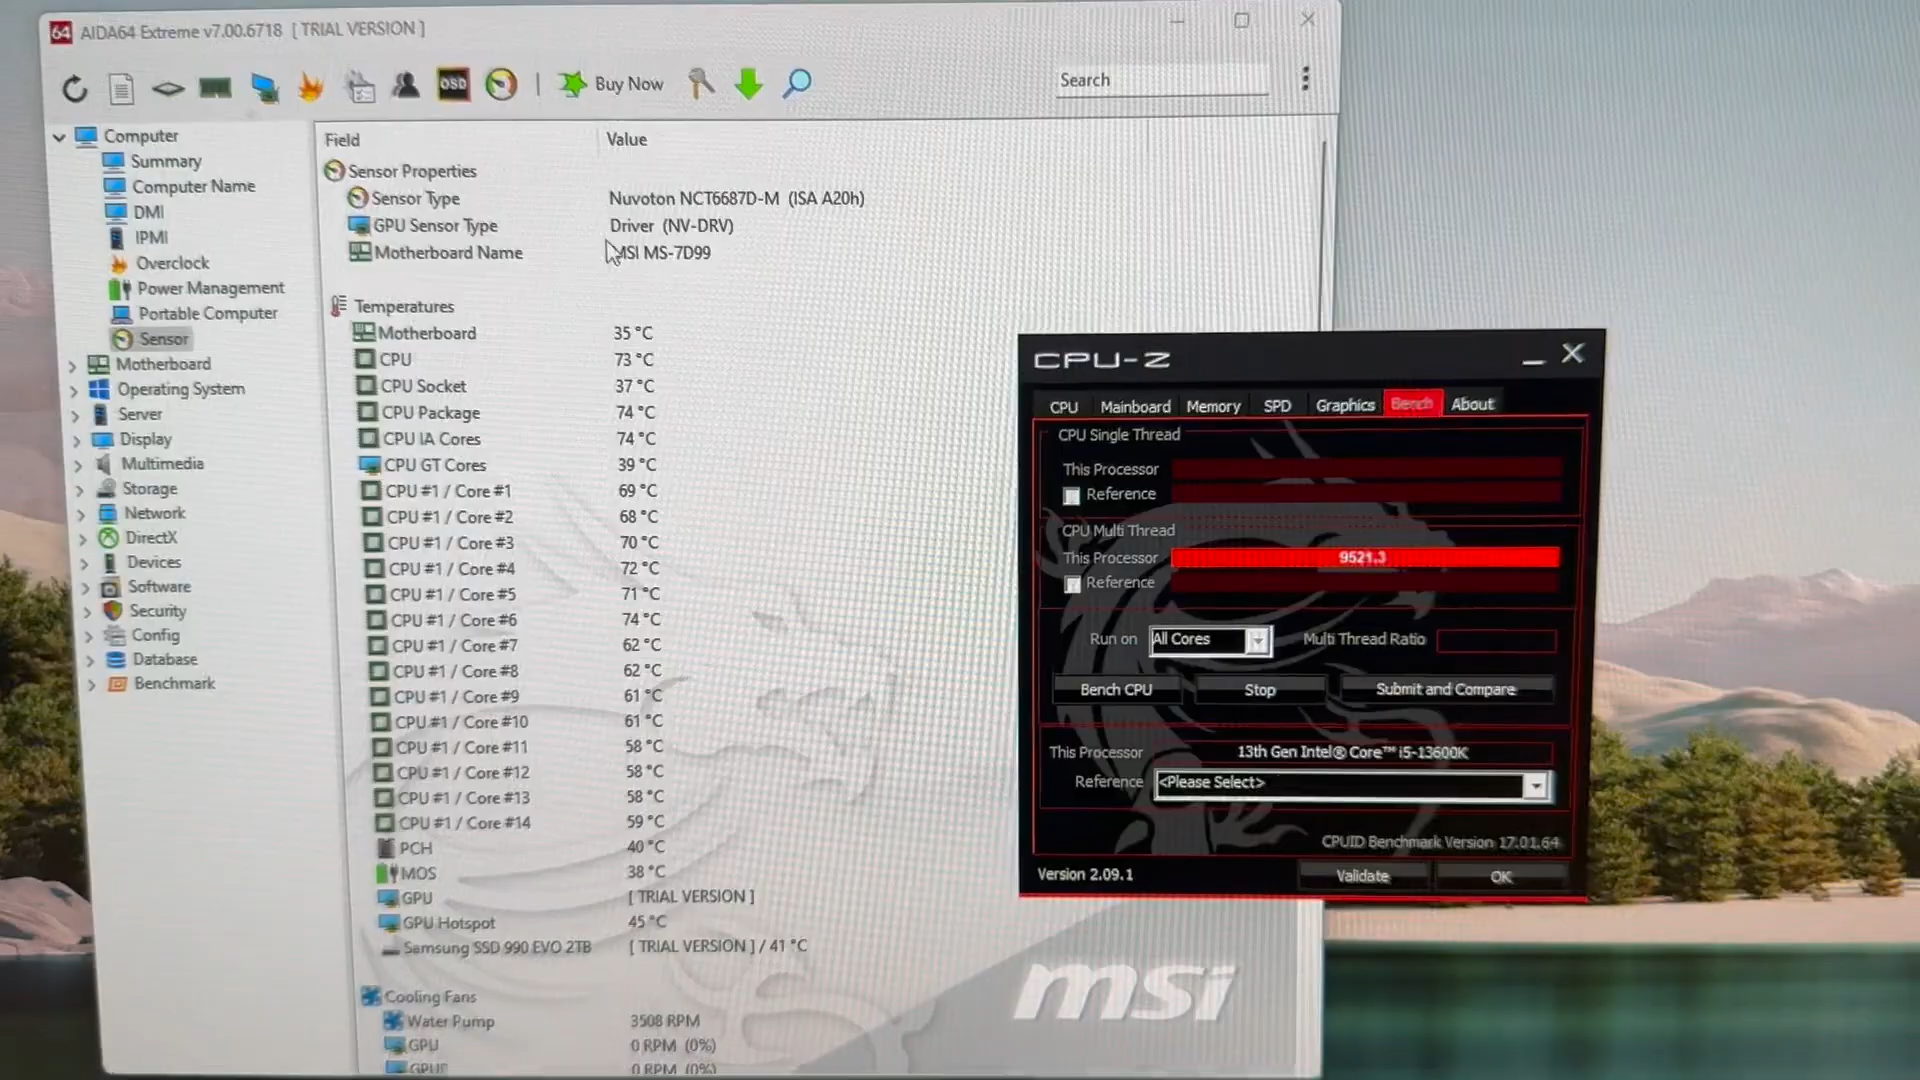 64 AIDA64 Extreme v7.00.6718 [ TRIAL VERSION ]
OSD Buy Now Search
Computer
Summary
Computer Name
DMI
IPMI
Overclock
Power Management
Portable Computer
Sensor
Motherboard
Operating System
Server
Display
Multimedia
Storage
Network
DirectX
Devices
Software
Security
Config
Database
Benchmark
Field Value
Sensor Properties
Sensor Type Nuvoton NCT6687D-M (ISA A20h)
GPU Sensor Type Driver (NV-DRV)
Motherboard Name MSI MS-7D99
Temperatures
Motherboard 35 °C
CPU 73 °C
CPU Socket 37 °C
CPU Package 74 °C
CPU IA Cores 74 °C
CPU GT Cores 39 °C
CPU #1 / Core #1 69 °C
CPU #1 / Core #2 68 °C
CPU #1 / Core #3 70 °C
CPU #1 / Core #4 72 °C
CPU #1 / Core #5 71 °C
CPU #1 / Core #6 74 °C
CPU #1 / Core #7 62 °C
CPU #1 / Core #8 62 °C
CPU #1 / Core #9 61 °C
CPU #1 / Core #10 61 °C
CPU #1 / Core #11 58 °C
CPU #1 / Core #12 58 °C
CPU #1 / Core #13 58 °C
CPU #1 / Core #14 59 °C
PCH 40 °C
MOS 38 °C
GPU [ TRIAL VERSION ]
GPU Hotspot 45 °C
Samsung SSD 990 EVO 2TB [ TRIAL VERSION ] / 41 °C
Cooling Fans
Water Pump 3508 RPM
GPU 0 RPM (0%)
0 RPM (0%)
msi
CPU-Z
CPU Mainboard Memory SPD Graphics Bench About
CPU Single Thread
This Processor
Reference
CPU Multi Thread
This Processor 9521.3
Reference
Run on All Cores Multi Thread Ratio
Bench CPU Stop Submit and Compare
This Processor 13th Gen Intel® Core™ i5-13600K
Reference <Please Select>
CPUID Benchmark Version 17.01.64
Version 2.09.1 Validate OK